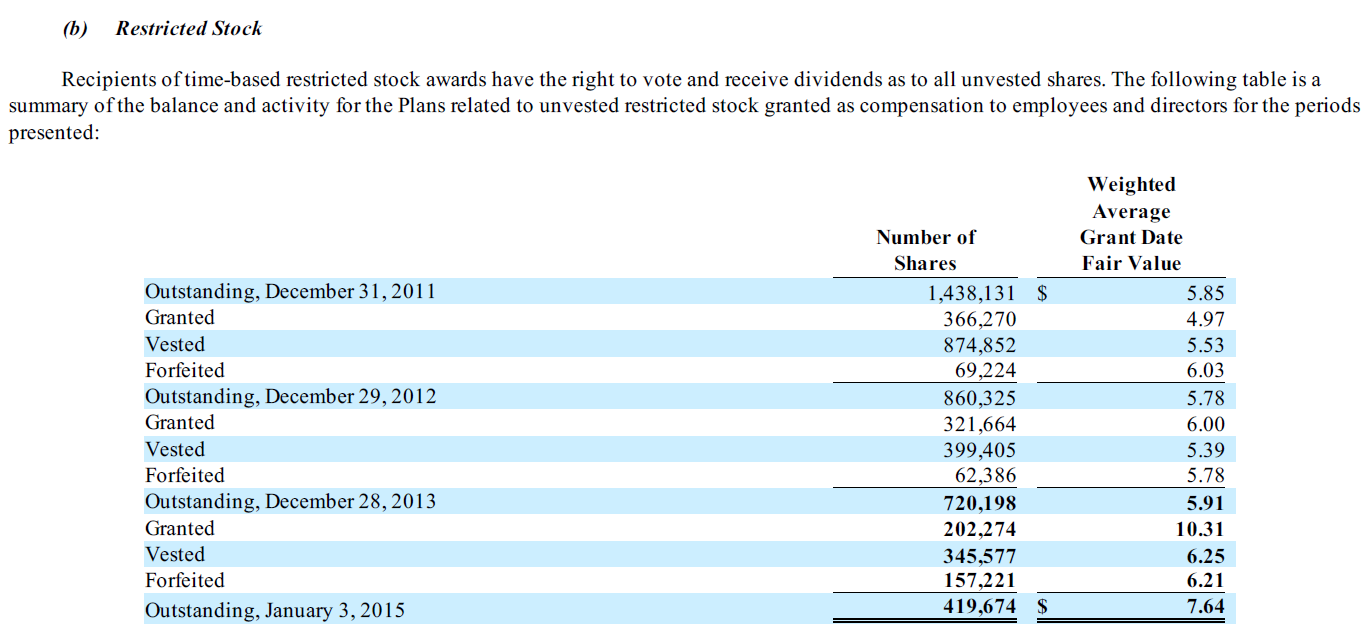 (b) Restricted Stock
Recipients of time-based restricted stock awards have the right to vote and receive dividends as to all unvested shares. The following table is a
summary of the balance and activity for the Plans related to unvested restricted stock granted as compensation to employees and directors for the periods
presented:
Weighted
Average
Number of Grant Date
Shares Fair Value
Outstanding, December 31, 2011 1,438,131 $ 5.85
Granted 366,270 4.97
Vested 874,852 5.53
Forfeited 69,224 6.03
Outstanding, December 29, 2012 860,325 5.78
Granted 321,664 6.00
Vested 399,405 5.39
Forfeited 62,386 5.78
Outstanding, December 28, 2013 720,198 5.91
Granted 202,274 10.31
Vested 345,577 6.25
Forfeited 157,221 6.21
Outstanding, January 3, 2015 419,674 $ 7.64